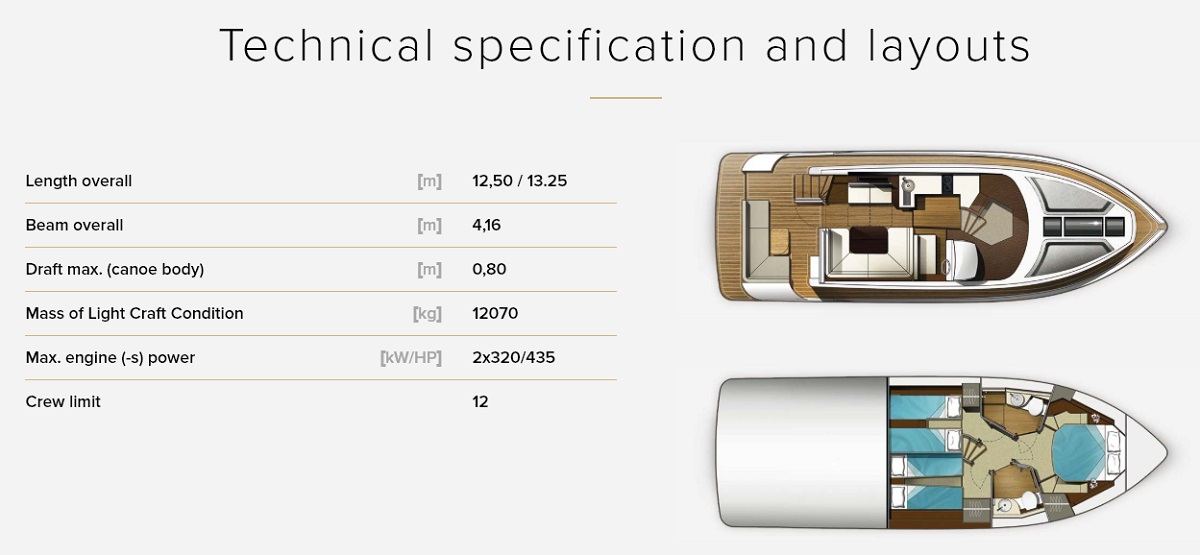 Technical specification and layouts
Length overall [m] 12,50 / 13.25
Beam overall [m] 4,16
Draft max. (canoe body) [m] 0,80
Mass of Light Craft Condition [kg] 12070
Max. engine (-s) power [kW/HP] 2x320/435
Crew limit 12